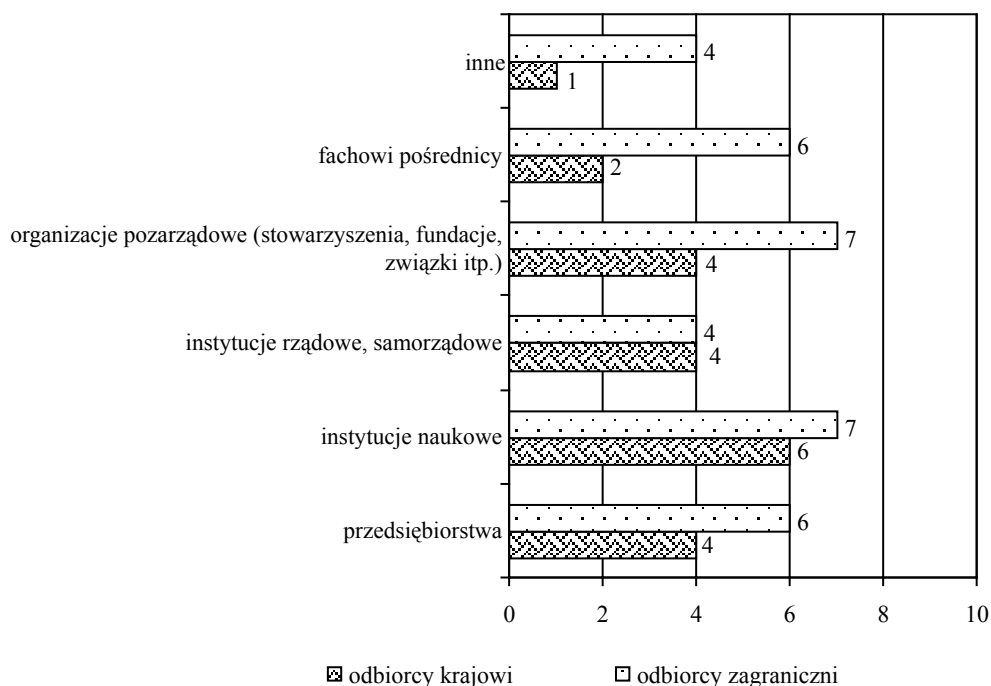 inne
4
1
fachowi pośrednicy
6
2
organizacje pozarządowe (stowarzyszenia, fundacje,
związki itp.)
7
4
instytucje rządowe, samorządowe
4
4
instytucje naukowe
7
6
przedsiębiorstwa
6
4
0 2 4 6 8 10
odbiorcy krajowi odbiorcy zagraniczni